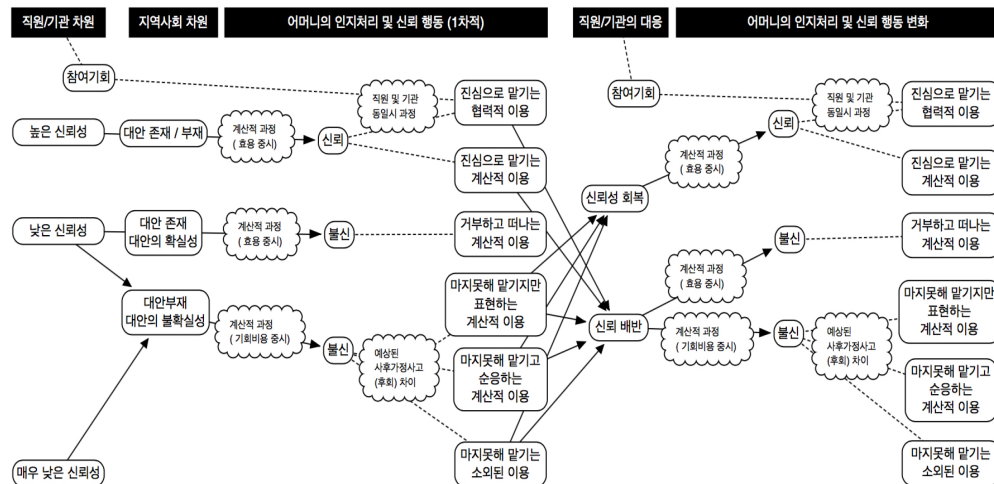 직원/기관 차원
지역사회 차원
어머니의 인지처리 및 신뢰 행동 (1차적)
직원/기관의 대응
어머니의 인지처리 및 신뢰 행동 변화
참여기회
높은 신뢰성
대안 존재 / 부재
계산적 과정
( 효용 중시)
신뢰
직원 및 기관
동일시 과정
진심으로 맡기는
협력적 이용
진심으로 맡기는
계산적 이용
낮은 신뢰성
대안 존재
대안의 확실성
계산적 과정
( 효용 중시)
불신
거부하고 떠나는
계산적 이용
대안부재
대안의 불확실성
계산적 과정
( 기회비용 중시)
불신
예상된
사후가정사고
(후회) 차이
마지못해 맡기지만
표현하는
계산적 이용
마지못해 맡기고
순응하는
계산적 이용
마지못해 맡기는
소외된 이용
매우 낮은 신뢰성
참여기회
신뢰성 회복
계산적 과정
( 효용 중시)
신뢰
직원 및 기관
동일시 과정
진심으로 맡기는
협력적 이용
진심으로 맡기는
계산적 이용
신뢰 배반
계산적 과정
( 효용 중시)
불신
거부하고 떠나는
계산적 이용
계산적 과정
( 기회비용 중시)
불신
예상된
사후가정사고
(후회) 차이
마지못해 맡기지만
표현하는
계산적 이용
마지못해 맡기고
순응하는
계산적 이용
마지못해 맡기는
소외된 이용